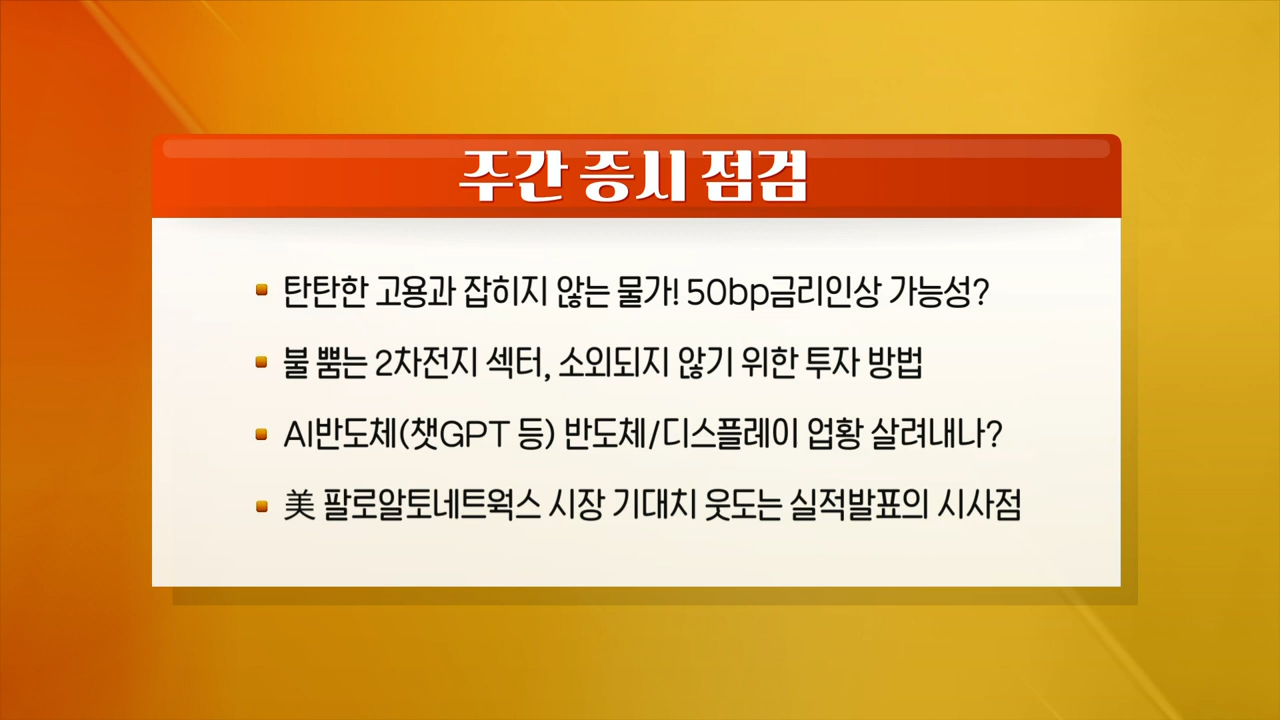 주간 증시 점검
탄탄한 고용과 잡히지 않는 물가! 50bp금리인상 가능성?
불 뿜는 2차전지 섹터, 소외되지 않기 위한 투자 방법
AI반도체(챗GPT 등) 반도체/디스플레이 업황 살려내나?
美 팔로알토네트웍스 시장 기대치 웃도는 실적발표의 시사점